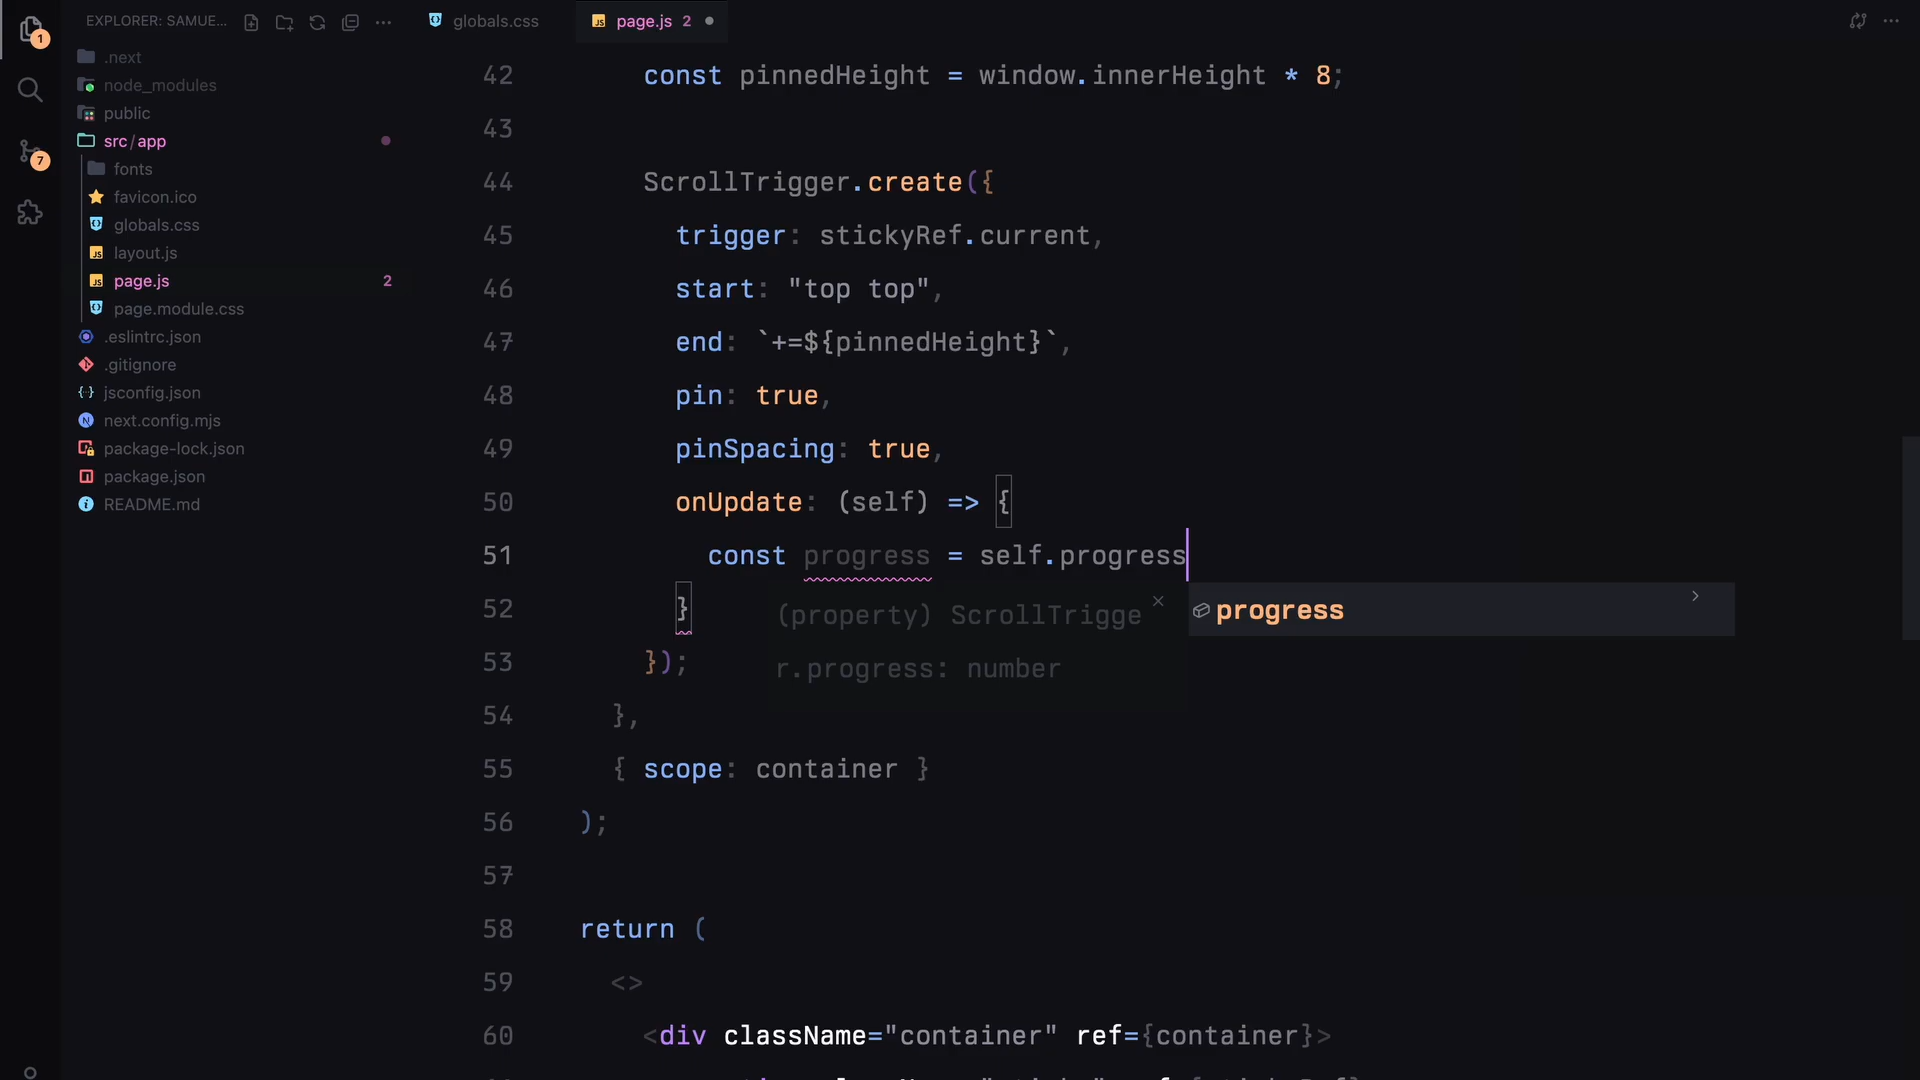 EXPLORER: SAMUE...
globals.css
page.js 2
1
7
.next
node_modules
public
src/app
fonts
favicon.ico
globals.css
layout.js
page.js 2
page.module.css
.eslintrc.json
.gitignore
jsconfig.json
next.config.mjs
package-lock.json
package.json
README.md
42 const pinnedHeight = window.innerHeight * 8;
43
44 ScrollTrigger.create({
45 trigger: stickyRef.current,
46 start: "top top",
47 end: `+=${pinnedHeight}`,
48 pin: true,
49 pinSpacing: true,
50 onUpdate: (self) => {
51 const progress = self.progress
52 }
(property) ScrollTrigge
r.progress: number
progress
53 });
54 },
55 { scope: container }
56 );
57
58 return (
59 <>
60 <div className="container" ref={container}>